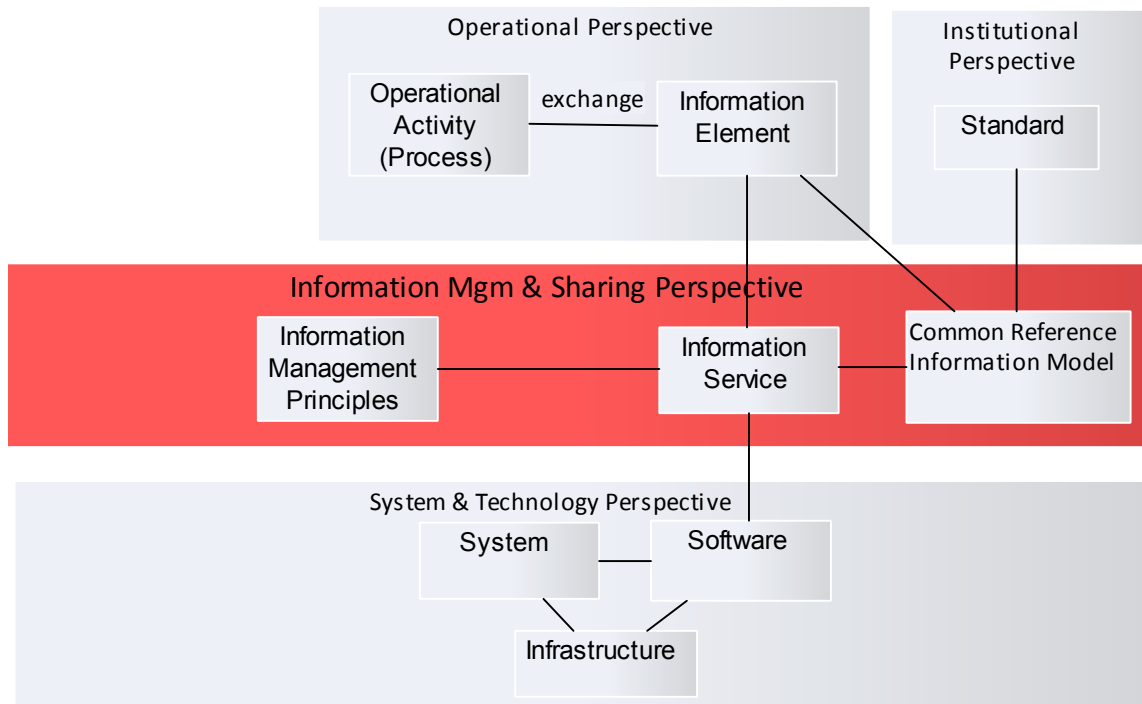 Operational Perspective
Operational
Activity
(Process)
exchange
Information
Element
Institutional
Perspective
Standard
Information Mgm & Sharing Perspective
Information
Management
Principles
Information
Service
Common Reference
Information Model
System & Technology Perspective
System
Software
Infrastructure